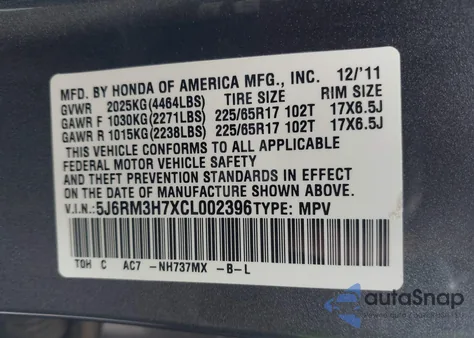 MFD. BY HONDA OF AMERICA MFG., INC. 12/'11
GVWR 2025KG(4464LBS) TIRE SIZE RIM SIZE
GAWR F 1030KG(2271LBS) 225/65R17 102T 17X6.5J
GAWR R 1015KG(2238LBS) 225/65R17 102T 17X6.5J
THIS VEHICLE CONFORMS TO ALL APPLICABLE
FEDERAL MOTOR VEHICLE SAFETY
AND THEFT PREVENTION STANDARDS IN EFFECT
ON THE DATE OF MANUFACTURE SHOWN ABOVE.
V.I.N.:5J6RM3H7XCL002396TYPE: MPV
TOH C AC7 -NH737MX -B-L
autoSnap